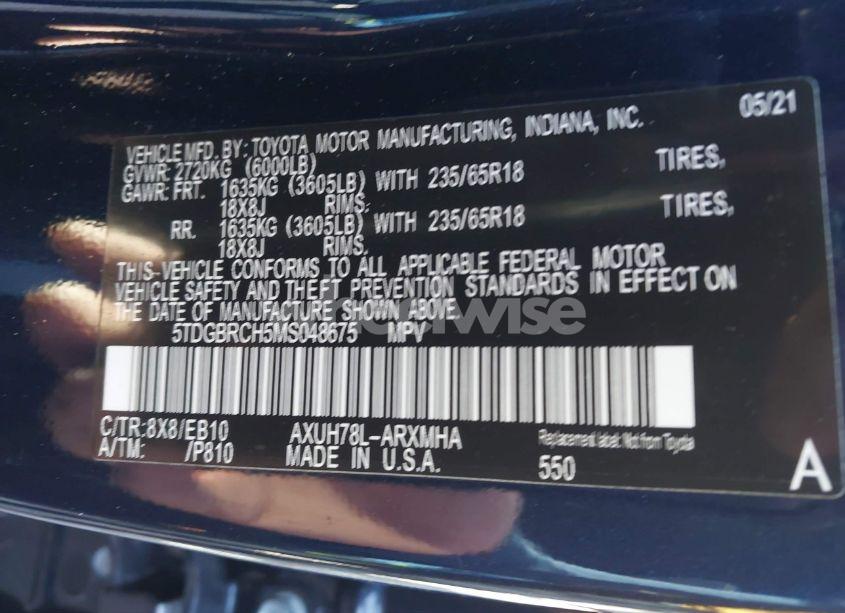 05/21
VEHICLE MFD. BY: TOYOTA MOTOR MANUFACTURING, INDIANA, INC.
GVWR: 2720KG (6000LB)
GAWR: FRT. 1635KG (3605LB) WITH 235/65R18 TIRES,
18X8J RIMS.
RR. 1635KG (3605LB) WITH 235/65R18 TIRES,
18X8J RIMS.
THIS VEHICLE CONFORMS TO ALL APPLICABLE FEDERAL MOTOR
VEHICLE SAFETY AND THEFT PREVENTION STANDARDS IN EFFECT ON
THE DATE OF MANUFACTURE SHOWN ABOVE.
5TDGBRCH5MS048675 MPV
C/TR:8X8/EB10 AXUH78L-ARXMHA Replacement label: Not from Toyota
A/TM: /P810 MADE IN U.S.A. 550
A